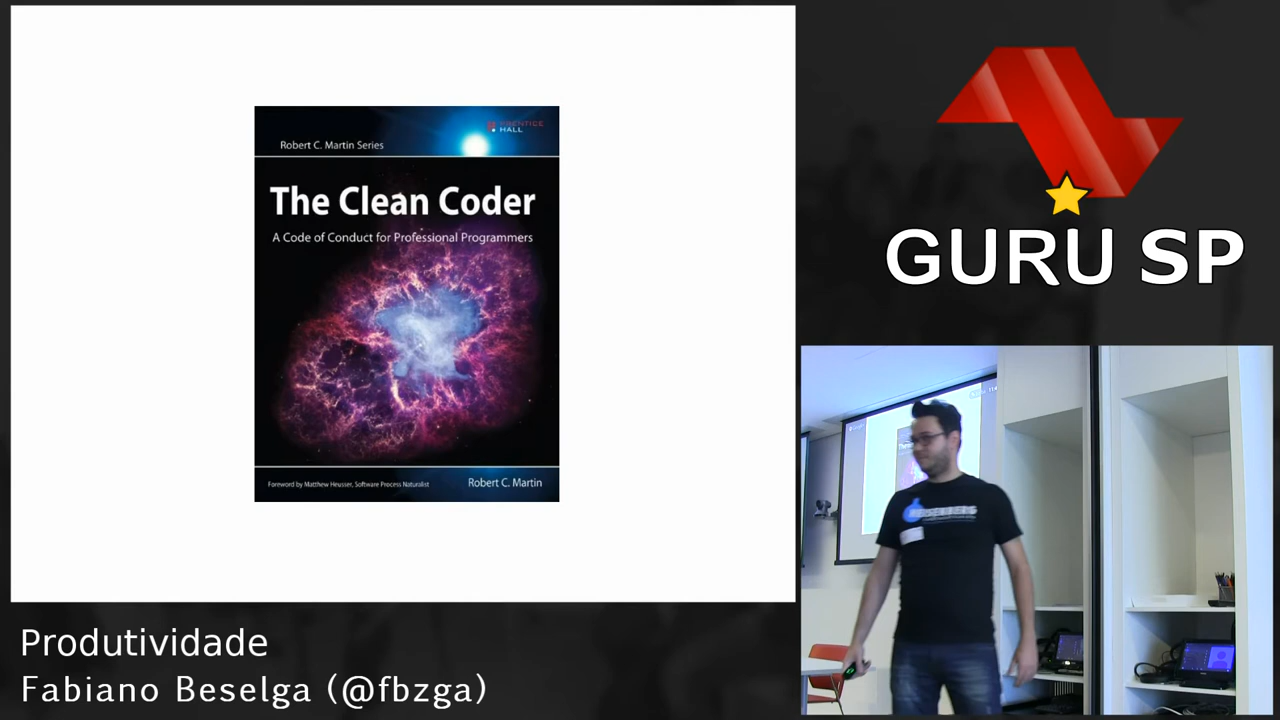 PRENTICE
HALL
Robert C. Martin Series
The Clean Coder
A Code of Conduct for Professional Programmers
Foreword by Matthew Heusser, Software Process Naturalist
Robert C. Martin
GURU SP
Produtividade
Fabiano Beselga (@fbzga)